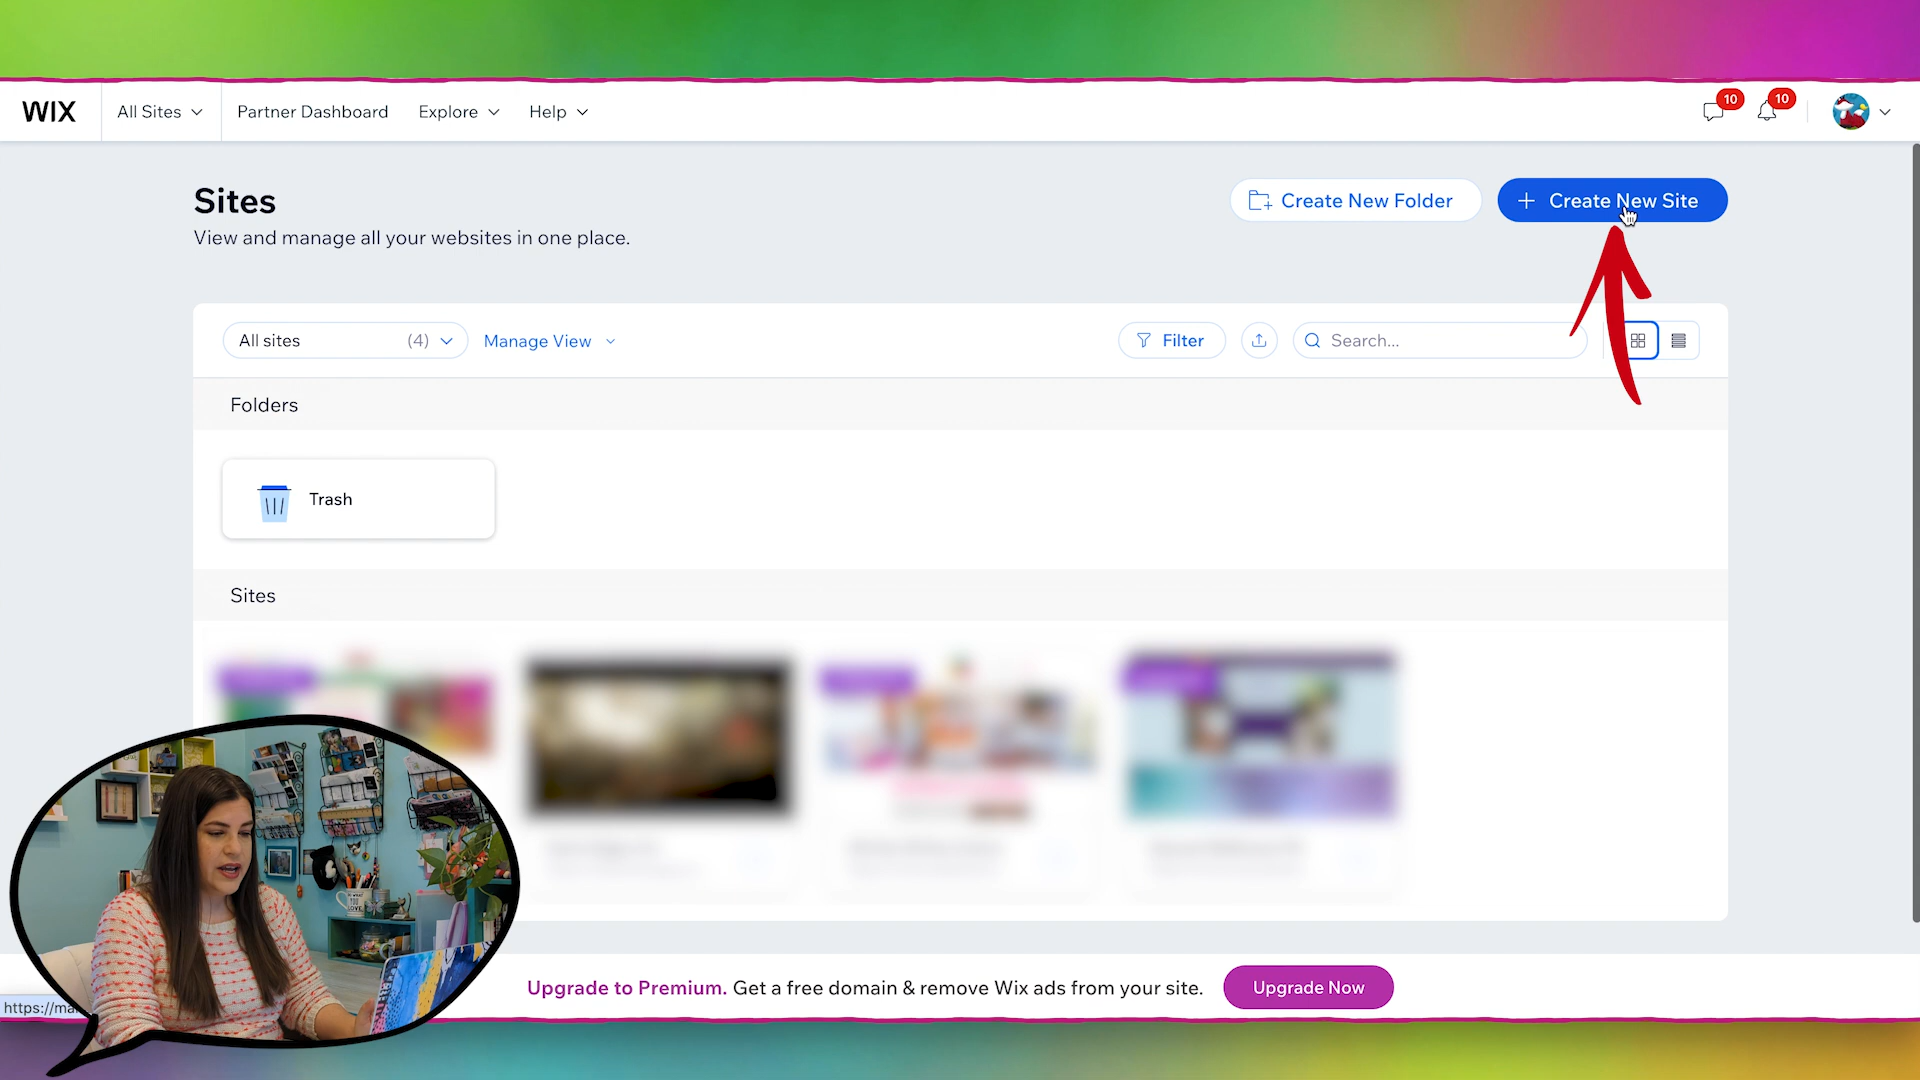 WIX
All Sites
Partner Dashboard
Explore
Help
10
10
Sites
View and manage all your websites in one place.
Create New Folder
+ Create New Site
All sites (4)
Manage View
Filter
Search...
Folders
Trash
Sites
Upgrade to Premium. Get a free domain & remove Wix ads from your site.
Upgrade Now
https://ma